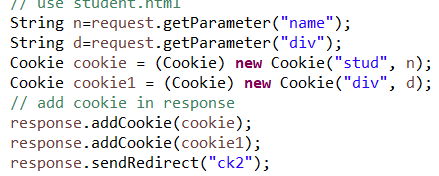 // use student.html
String n=request.getParameter("name");
String d=request.getParameter("div");
Cookie cookie = (Cookie) new Cookie("stud", n);
Cookie cookie1 = (Cookie) new Cookie("div", d);
// add cookie in response
response.addCookie(cookie);
response.addCookie(cookie1);
response.sendRedirect("ck2");